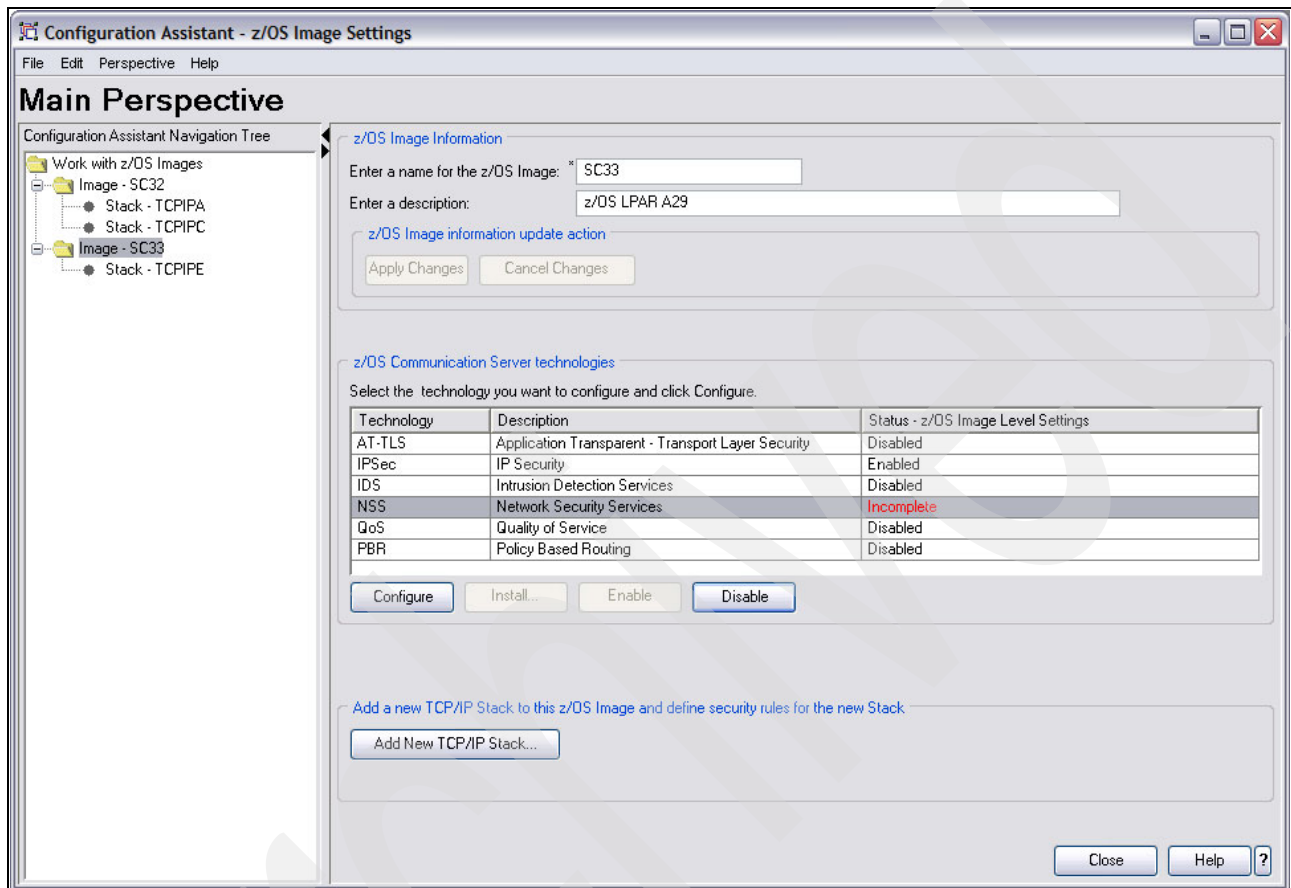 Configuration Assistant - z/OS Image Settings
File Edit Perspective Help
Main Perspective
Configuration Assistant Navigation Tree
Work with z/OS Images
Image - SC32
Stack - TCPIPA
Stack - TCPIPC
Image - SC33
Stack - TCPIPE
z/OS Image Information
Enter a name for the z/OS Image: * SC33
Enter a description: z/OS LPAR A29
z/OS Image information update action
Apply Changes Cancel Changes
z/OS Communication Server technologies
Select the technology you want to configure and click Configure.
Technology Description Status - z/OS Image Level Settings
AT-TLS Application Transparent - Transport Layer Security Disabled
IPSec IP Security Enabled
IDS Intrusion Detection Services Disabled
NSS Network Security Services Incomplete
QoS Quality of Service Disabled
PBR Policy Based Routing Disabled
Configure Install... Enable Disable
Add a new TCP/IP Stack to this z/OS Image and define security rules for the new Stack
Add New TCP/IP Stack...
Close Help ?